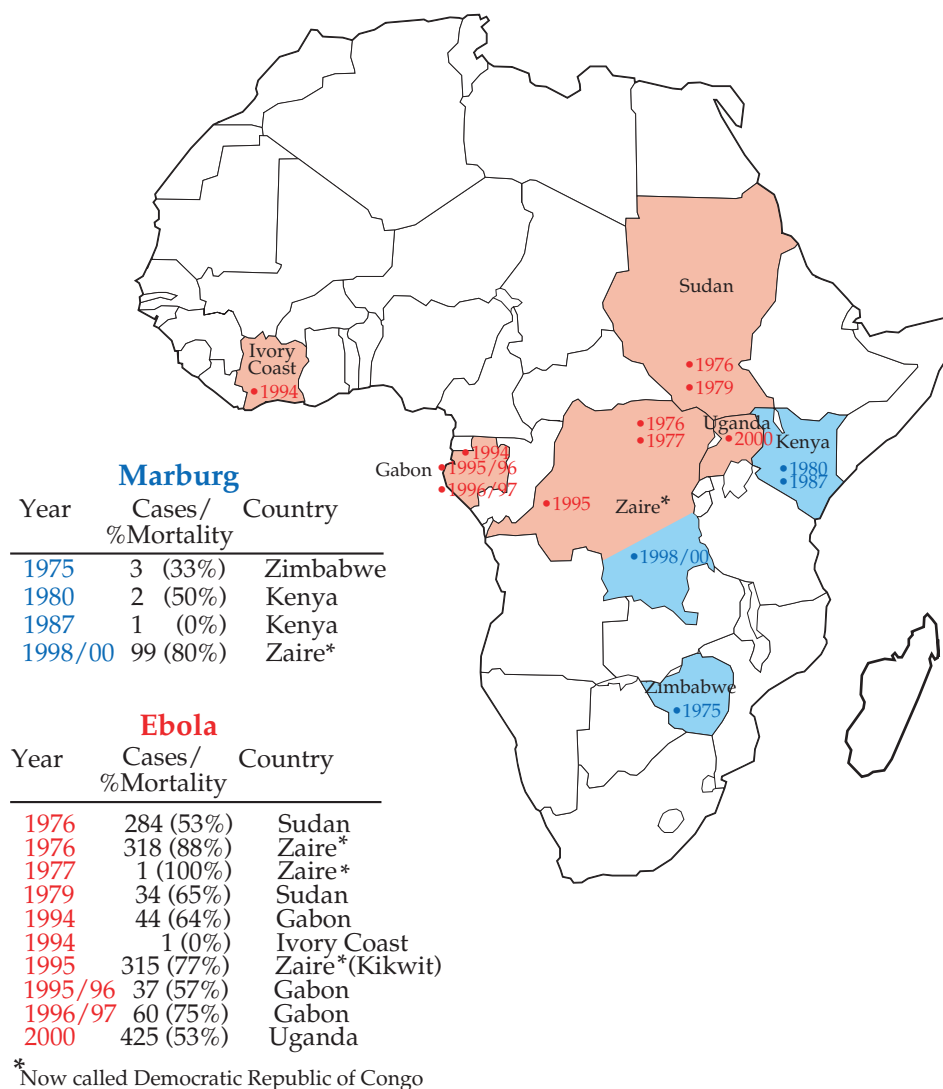 Sudan
1976
1979
Ivory
Coast
1994
1976
1977
Uganda
2000
Kenya
1980
1987
Gabon
1994
1995/96
1996/97
1995
Zaire*
1998/00
Zimbabwe
1975
Marburg
Year Cases/ Country
%Mortality
1975 3 (33%) Zimbabwe
1980 2 (50%) Kenya
1987 1 (0%) Kenya
1998/00 99 (80%) Zaire*
Ebola
Year Cases/ Country
%Mortality
1976 284 (53%) Sudan
1976 318 (88%) Zaire*
1977 1 (100%) Zaire*
1979 34 (65%) Sudan
1994 44 (64%) Gabon
1994 1 (0%) Ivory Coast
1995 315 (77%) Zaire*(Kikwit)
1995/96 37 (57%) Gabon
1996/97 60 (75%) Gabon
2000 425 (53%) Uganda
*Now called Democratic Republic of Congo